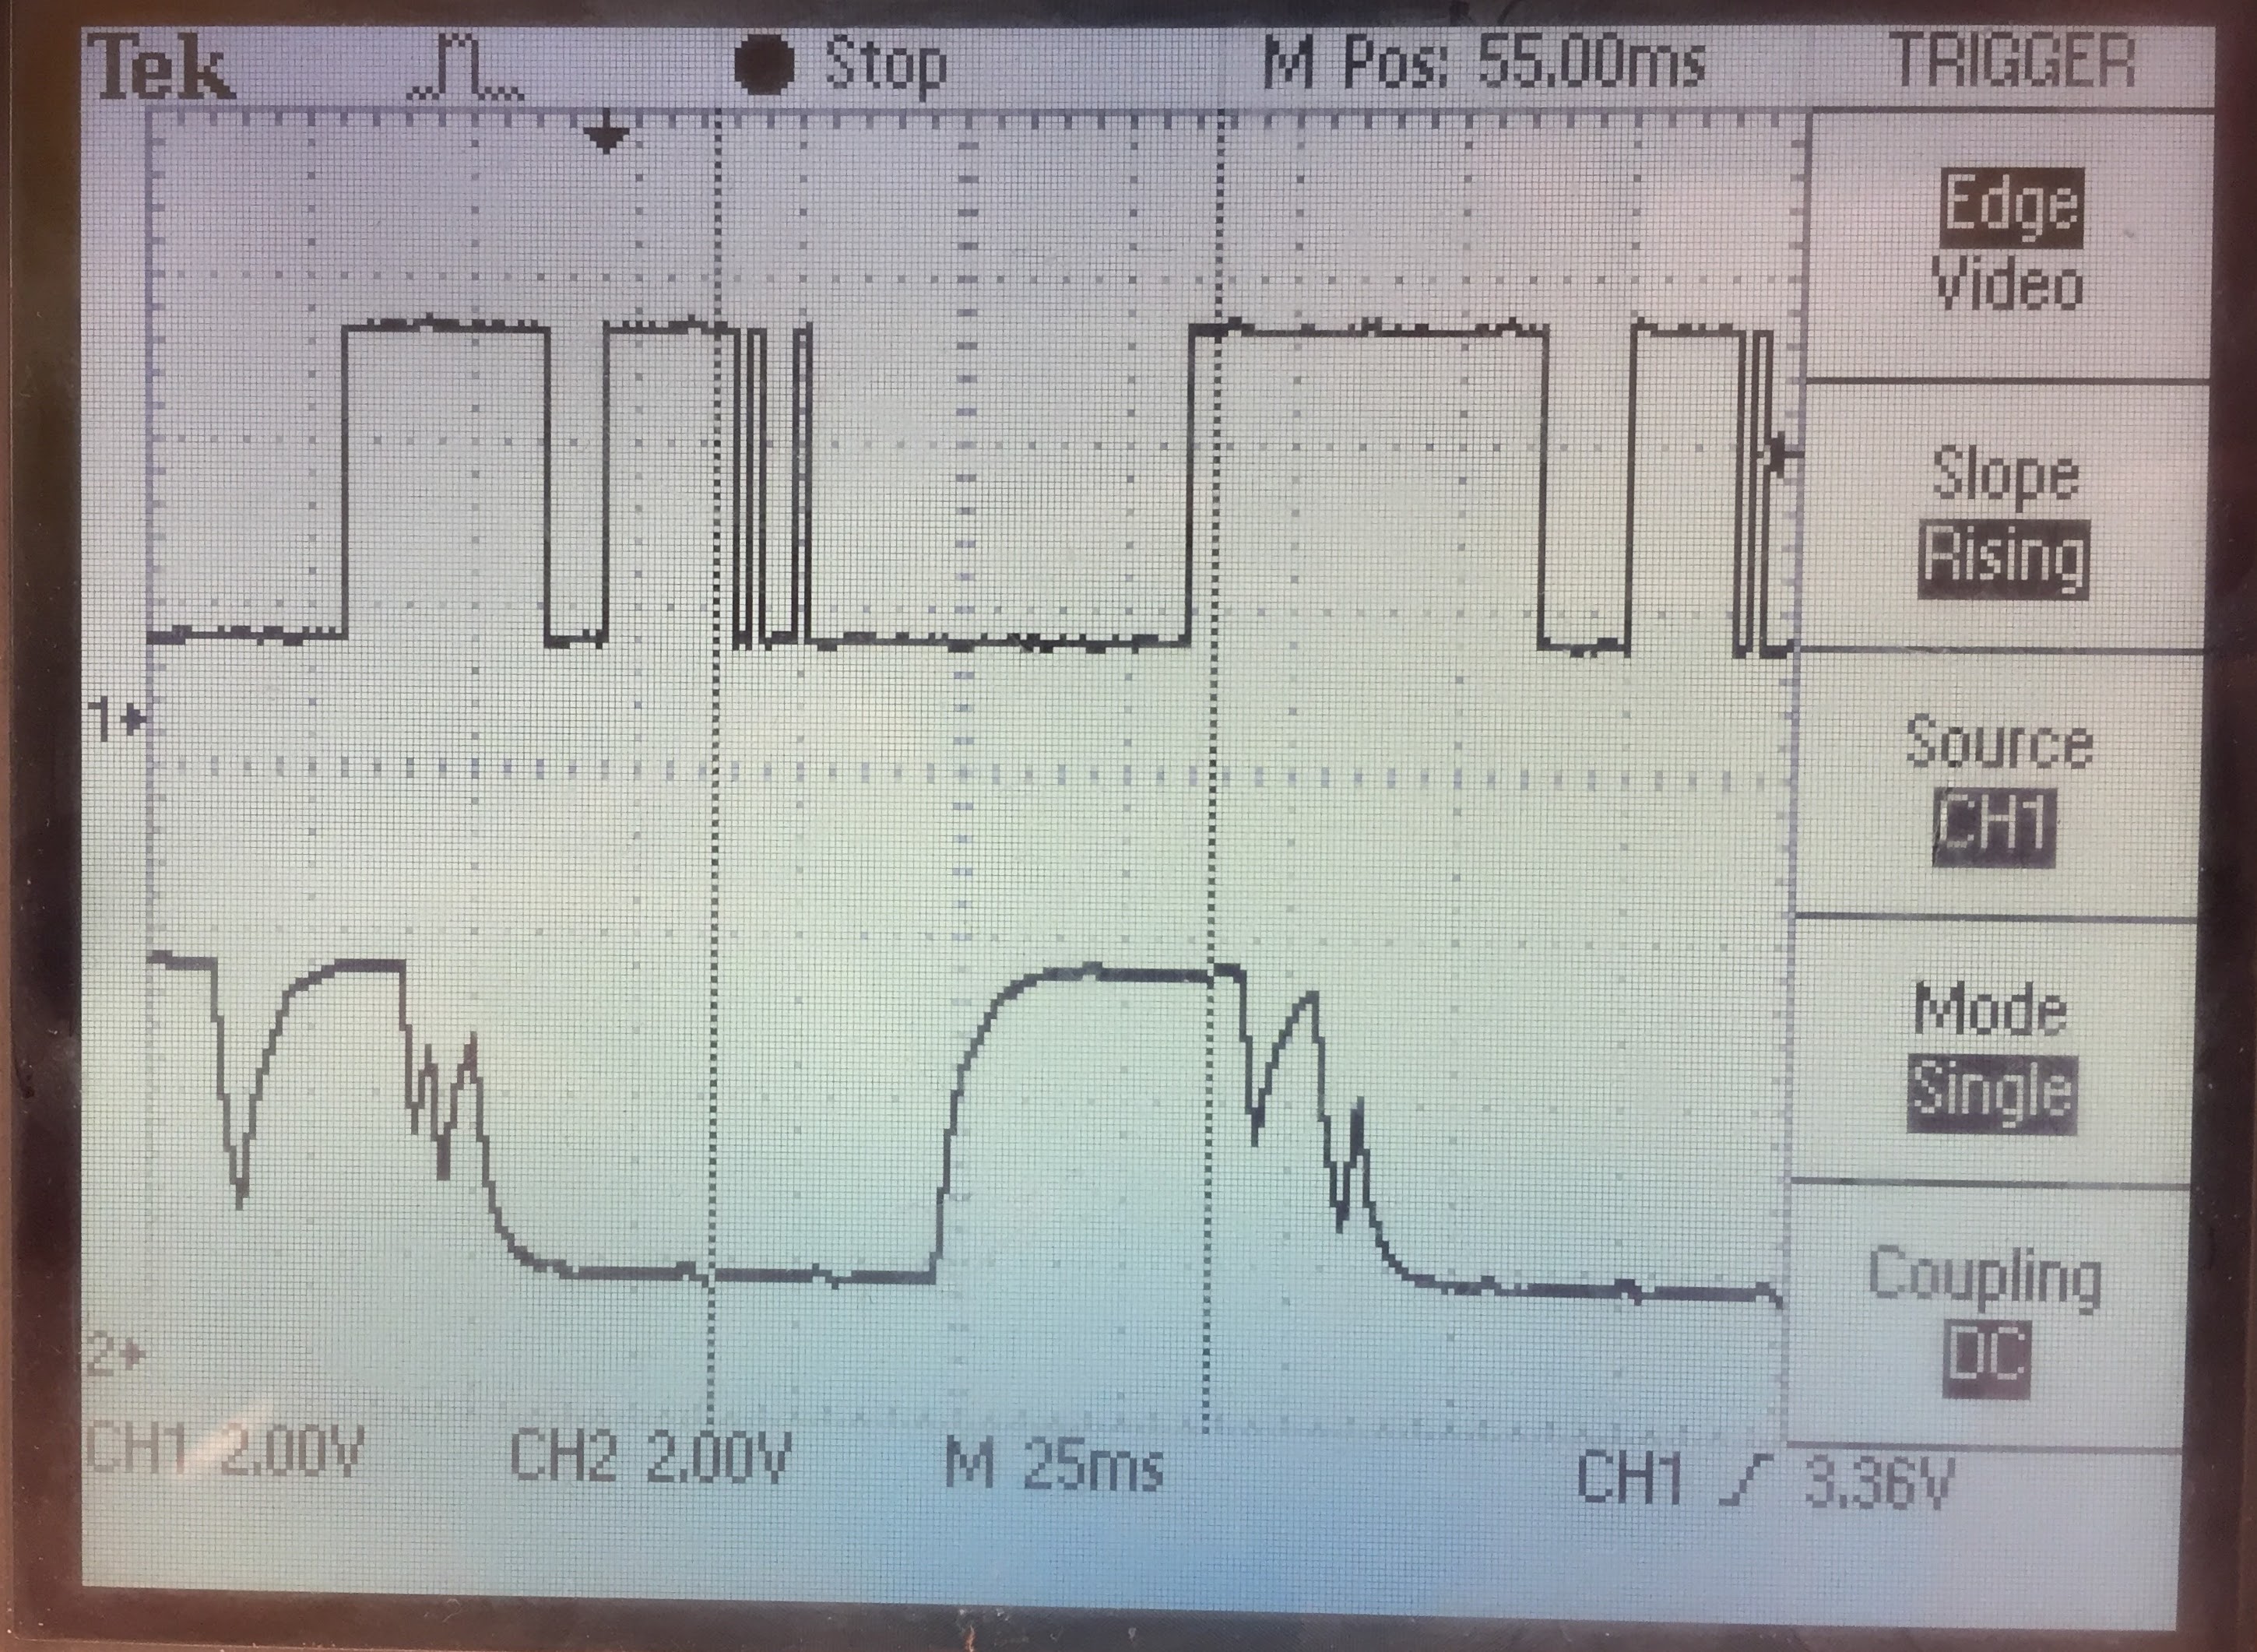 Tek Stop M Pos: 55.00ms TRIGGER
Edge
Video
Slope
Rising
Source
CH1
1
Mode
Single
Coupling
DC
2
CH1 2.00V CH2 2.00V M 25ms CH1 3.36V